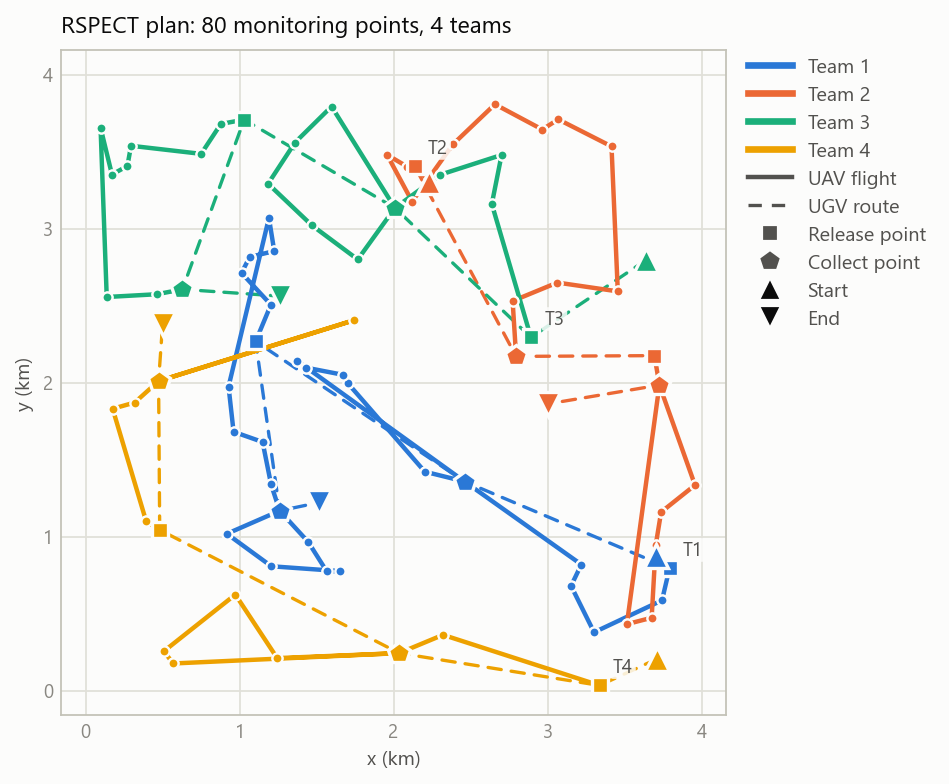 RSPECT plan: 80 monitoring points, 4 teams
4
3
2
1
0
0
1
2
3
4
x (km)
y (km)
T2
T3
T1
T4
Team 1
Team 2
Team 3
Team 4
UAV flight
UGV route
Release point
Collect point
Start
End